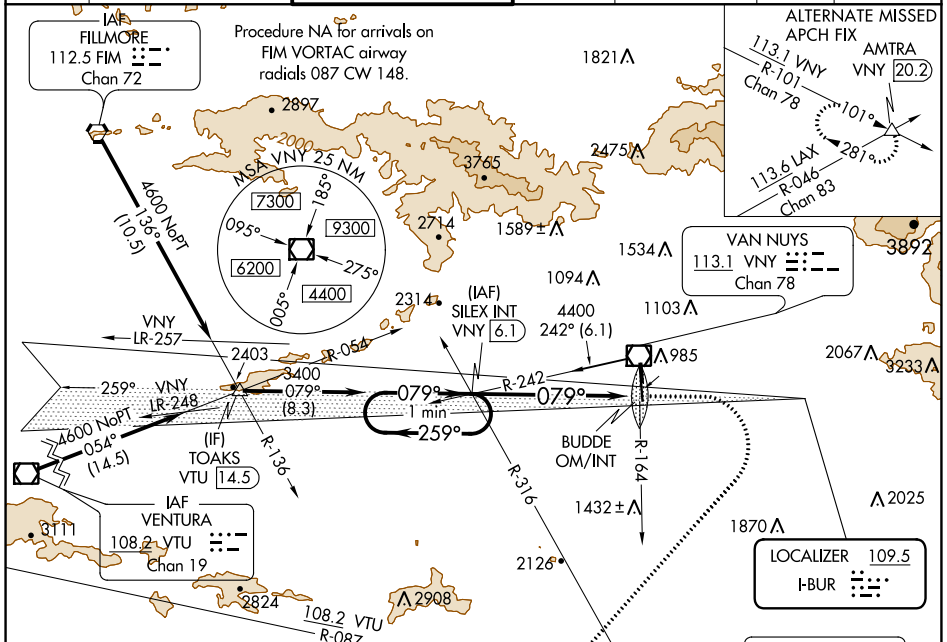 IAF
FILLMORE
112.5 FIM
Chan 72
Procedure NA for arrivals on
FIM VORTAC airway
radials 087 CW 148.
1821
ALTERNATE MISSED
APCH FIX
AMTRA
VNY 20.2
113.1 VNY
R-101
Chan 78
101°
281°
113.6 LAX
R-046
Chan 83
2897
2000
3765
2475
MSA VNY 25 NM
7300
185°
095°
9300
6200
275°
005°
4400
4600 NoPT
136°
(10.5)
2714
1589 ±
1534
3892
VAN NUYS
113.1 VNY
Chan 78
1094
1103
2314
(IAF)
SILEX INT
VNY 6.1
4400
242° (6.1)
985
2067
3233
VNY
LR-257
2403
R-054
3400
259°
VNY
LR-248
079°
(8.3)
079°
R-242
079°
1 min
259°
4600 NoPT
054°
(14.5)
(IF)
TOAKS
VTU 14.5
R-136
BUDDE
OM/INT
R-164
R-316
IAF
VENTURA
108.2 VTU
Chan 19
3111
1432 ±
2025
1870
2126
LOCALIZER 109.5
I-BUR
2824
2908
108.2 VTU
R-087